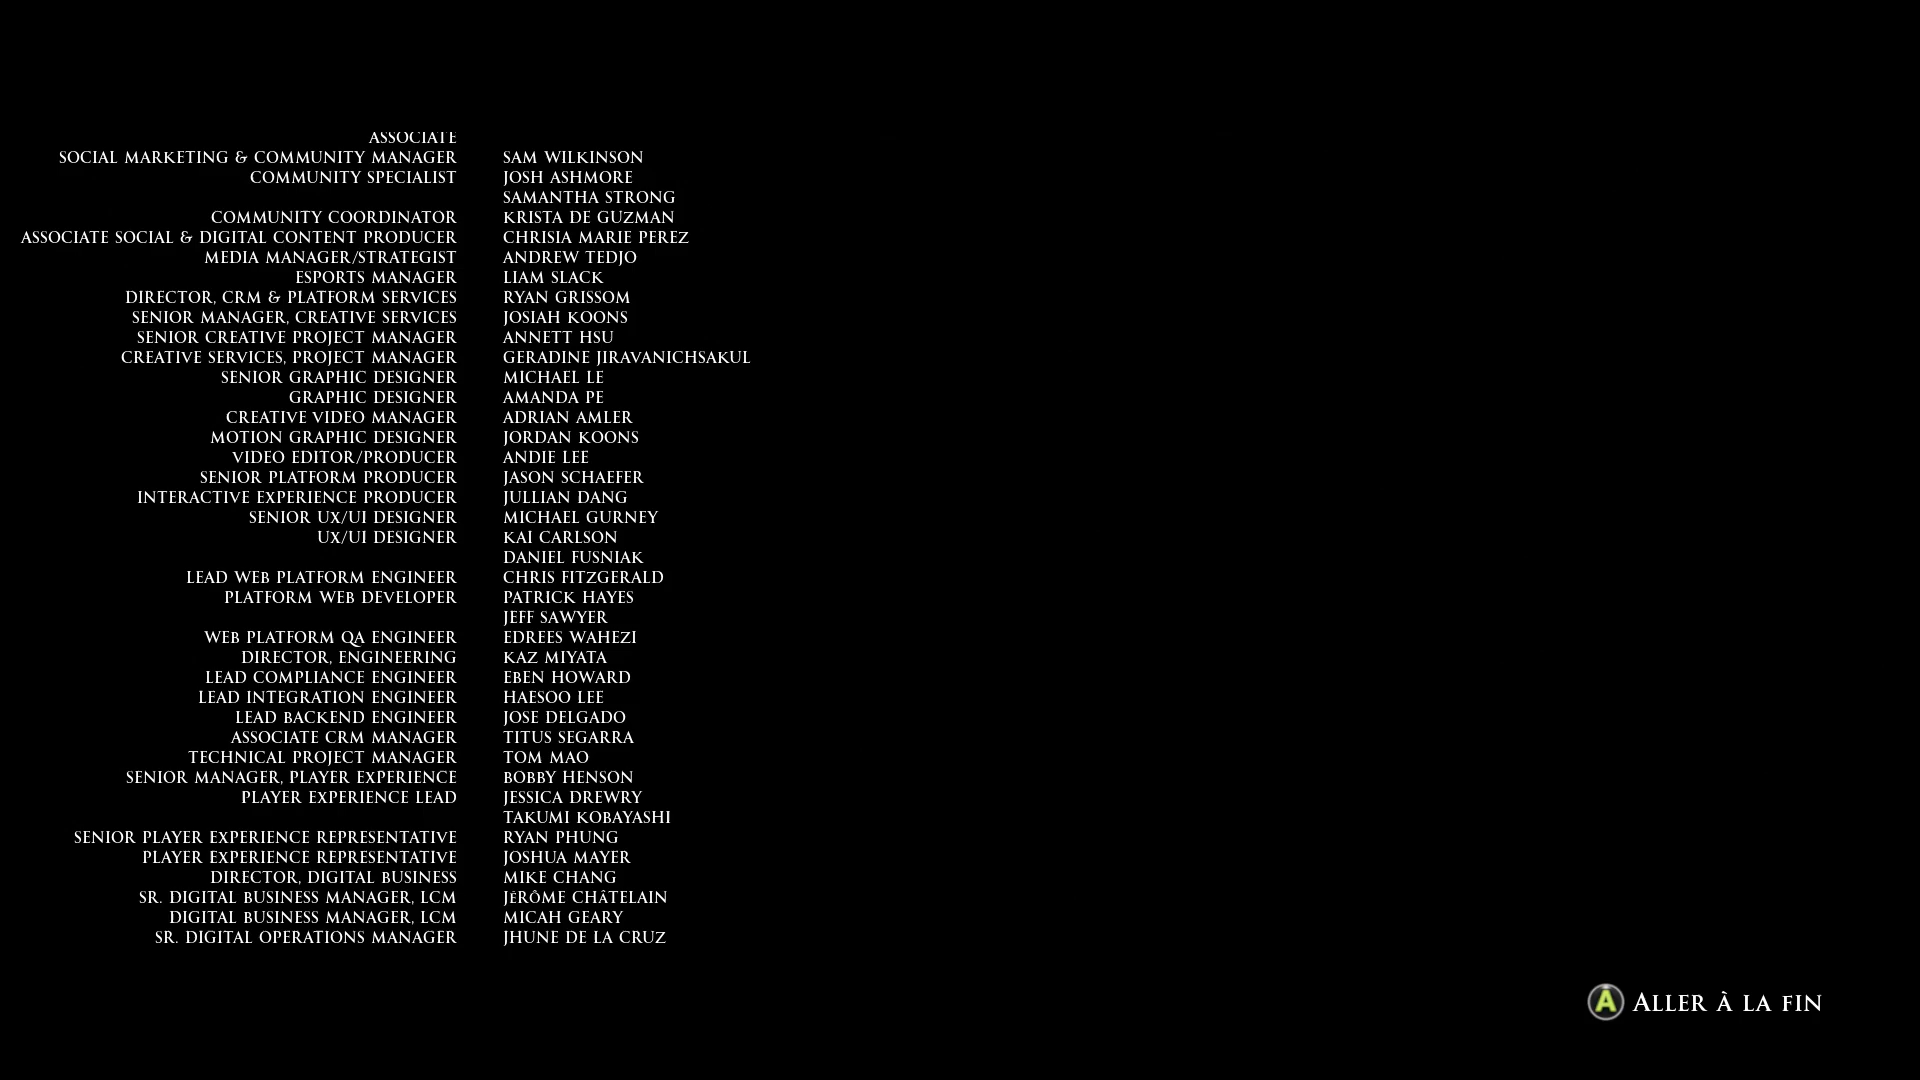 ASSOCIATE
SOCIAL MARKETING & COMMUNITY MANAGER SAM WILKINSON
COMMUNITY SPECIALIST JOSH ASHMORE
SAMANTHA STRONG
COMMUNITY COORDINATOR KRISTA DE GUZMAN
ASSOCIATE SOCIAL & DIGITAL CONTENT PRODUCER CHRISIA MARIE PEREZ
MEDIA MANAGER/STRATEGIST ANDREW TEDJO
ESPORTS MANAGER LIAM SLACK
DIRECTOR, CRM & PLATFORM SERVICES RYAN GRISSOM
SENIOR MANAGER, CREATIVE SERVICES JOSIAH KOONS
SENIOR CREATIVE PROJECT MANAGER ANNETT HSU
CREATIVE SERVICES, PROJECT MANAGER GERADINE JIRAVANICHSAKUL
SENIOR GRAPHIC DESIGNER MICHAEL LE
GRAPHIC DESIGNER AMANDA PE
CREATIVE VIDEO MANAGER ADRIAN AMLER
MOTION GRAPHIC DESIGNER JORDAN KOONS
VIDEO EDITOR/PRODUCER ANDIE LEE
SENIOR PLATFORM PRODUCER JASON SCHAEFER
INTERACTIVE EXPERIENCE PRODUCER JULLIAN DANG
SENIOR UX/UI DESIGNER MICHAEL GURNEY
UX/UI DESIGNER KAI CARLSON
DANIEL FUSNIAK
LEAD WEB PLATFORM ENGINEER CHRIS FITZGERALD
PLATFORM WEB DEVELOPER PATRICK HAYES
JEFF SAWYER
WEB PLATFORM QA ENGINEER EDREES WAHEZI
DIRECTOR, ENGINEERING KAZ MIYATA
LEAD COMPLIANCE ENGINEER EBEN HOWARD
LEAD INTEGRATION ENGINEER HAESOO LEE
LEAD BACKEND ENGINEER JOSE DELGADO
ASSOCIATE CRM MANAGER TITUS SEGARRA
TECHNICAL PROJECT MANAGER TOM MAO
SENIOR MANAGER, PLAYER EXPERIENCE BOBBY HENSON
PLAYER EXPERIENCE LEAD JESSICA DREWRY
TAKUMI KOBAYASHI
SENIOR PLAYER EXPERIENCE REPRESENTATIVE RYAN PHUNG
PLAYER EXPERIENCE REPRESENTATIVE JOSHUA MAYER
DIRECTOR, DIGITAL BUSINESS MIKE CHANG
SR. DIGITAL BUSINESS MANAGER, LCM JÉRÔME CHÂTELAIN
DIGITAL BUSINESS MANAGER, LCM MICAH GEARY
SR. DIGITAL OPERATIONS MANAGER JHUNE DE LA CRUZ
A ALLER À LA FIN